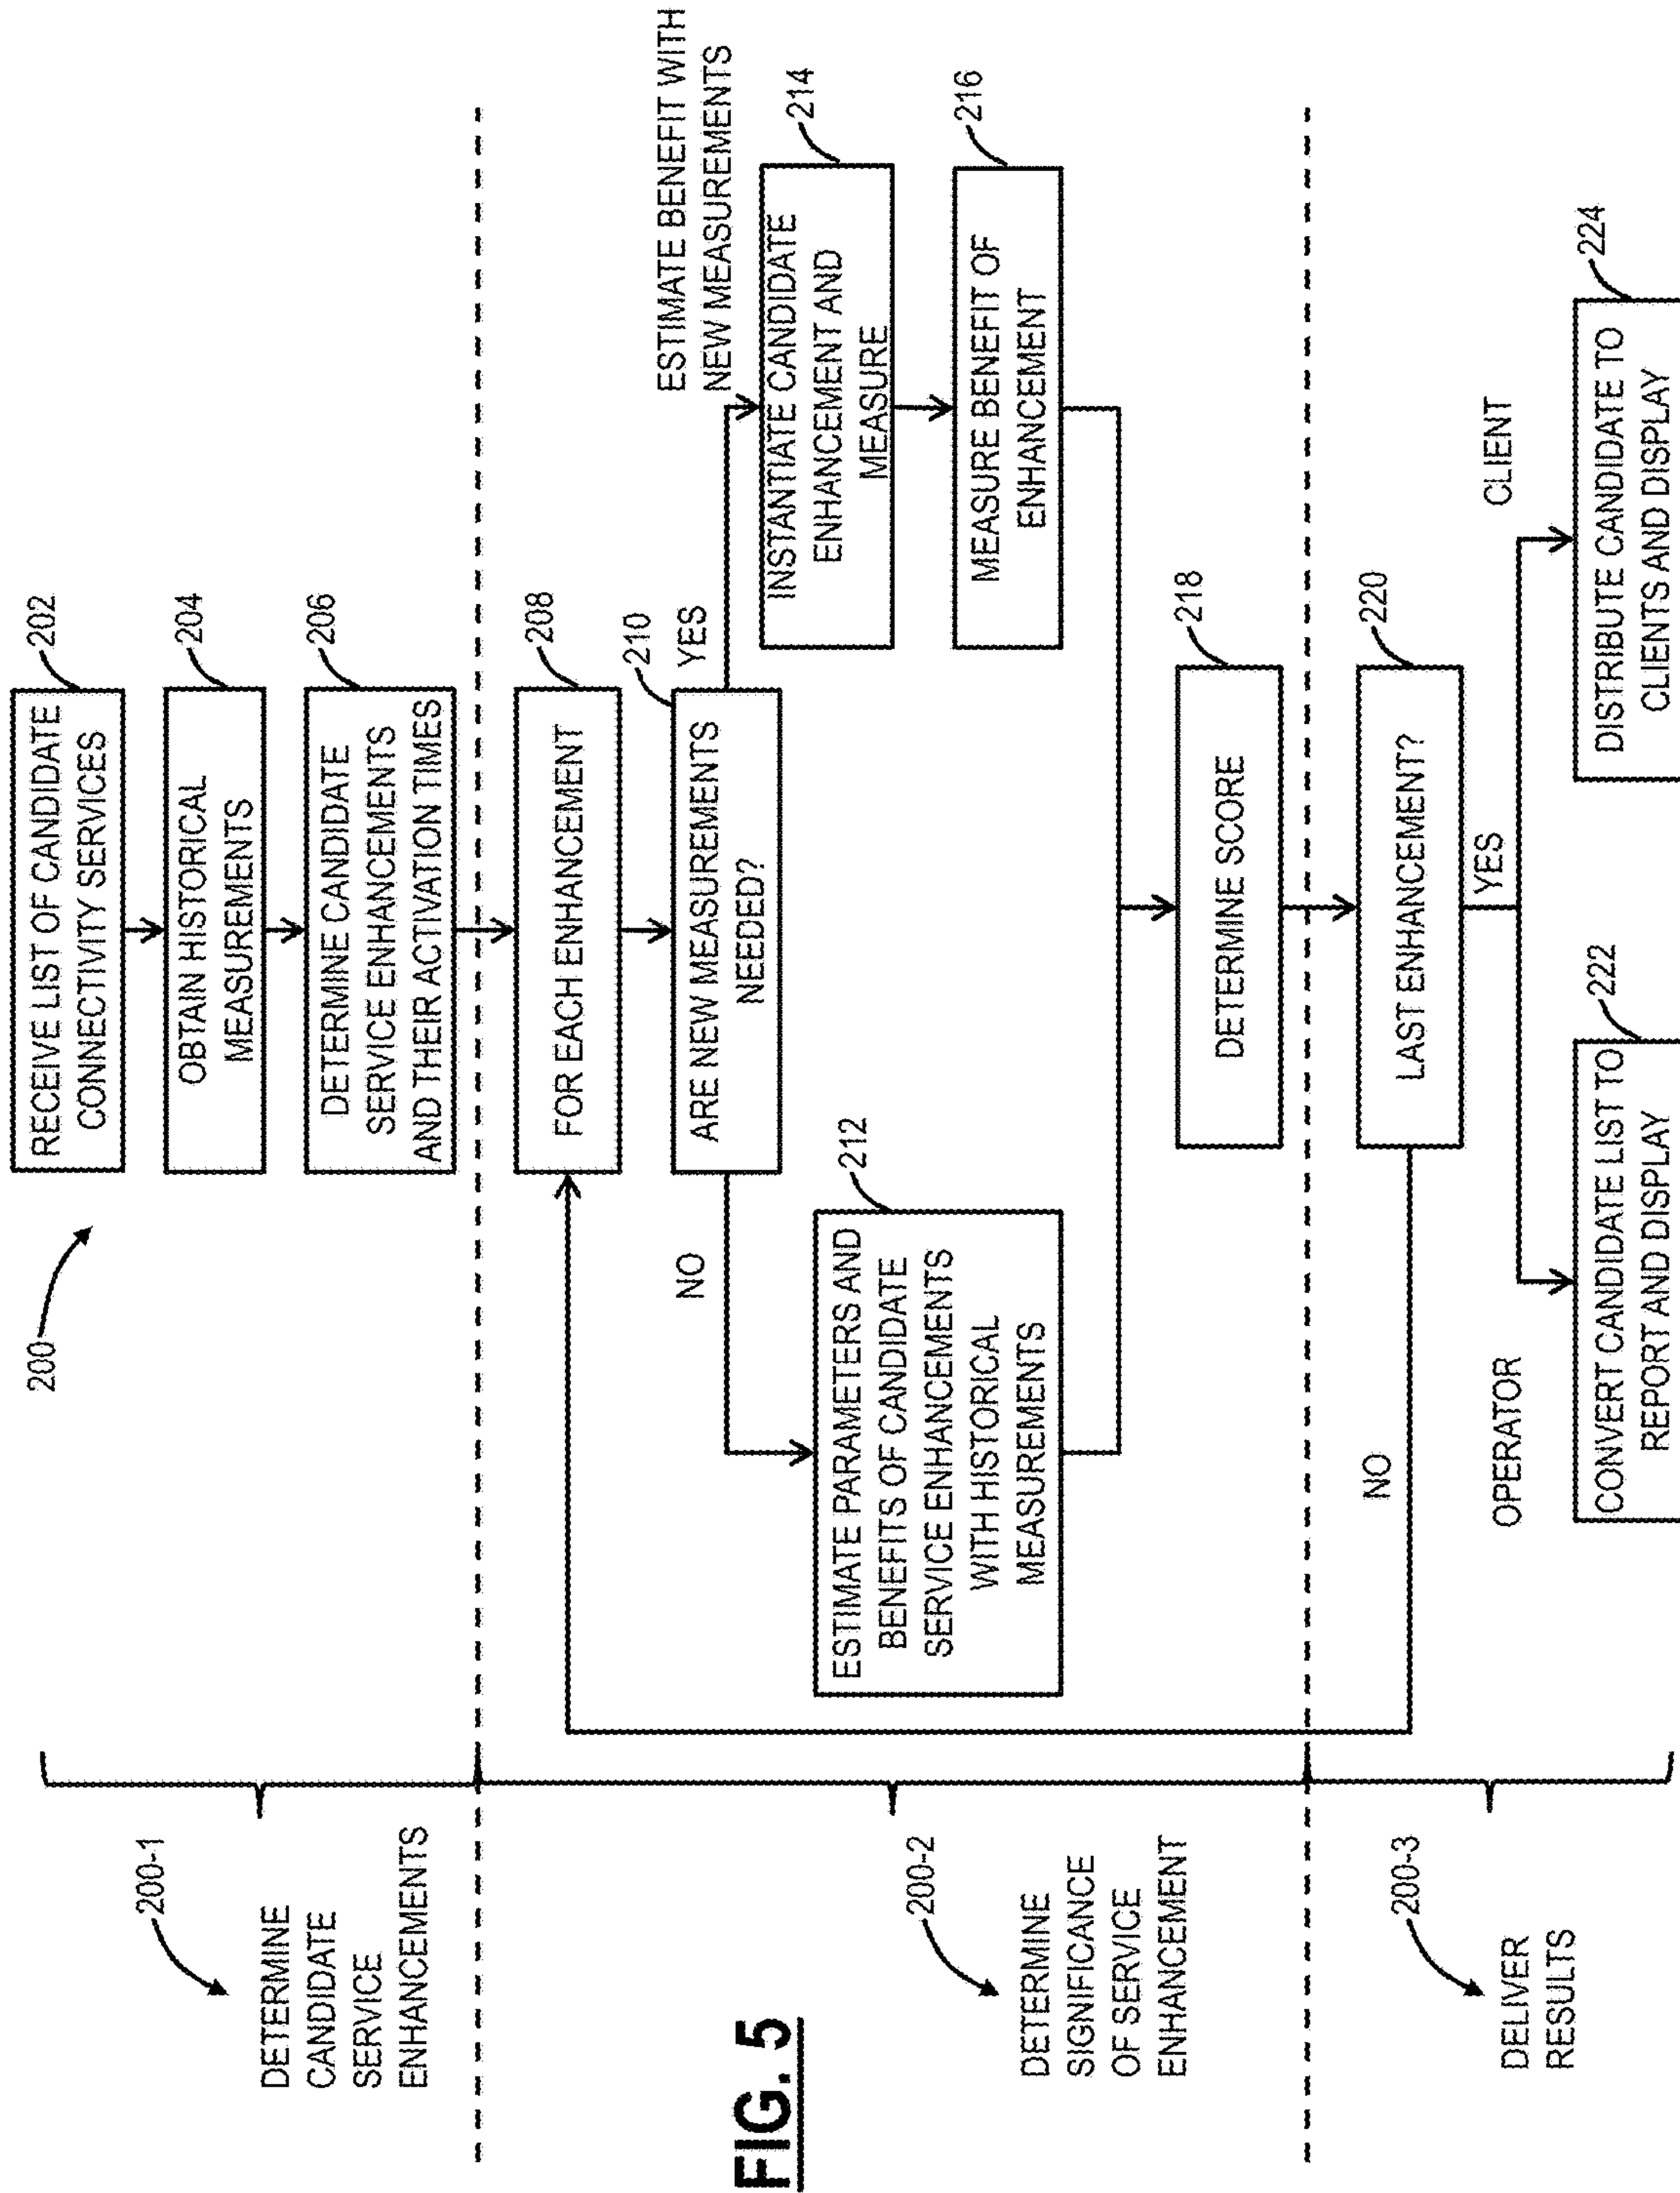 200
RECEIVE LIST OF CANDIDATE
CONNECTIVITY SERVICES
202
OBTAIN HISTORICAL
MEASUREMENTS
204
DETERMINE CANDIDATE
SERVICE ENHANCEMENTS
AND THEIR ACTIVATION TIMES
206
200-1
DETERMINE
CANDIDATE
SERVICE
ENHANCEMENTS
FOR EACH ENHANCEMENT
208
ARE NEW MEASUREMENTS
NEEDED?
210
NO
YES
ESTIMATE BENEFIT WITH
NEW MEASUREMENTS
ESTIMATE PARAMETERS AND
BENEFITS OF CANDIDATE
SERVICE ENHANCEMENTS
WITH HISTORICAL
MEASUREMENTS
212
INSTANTIATE CANDIDATE
ENHANCEMENT AND
MEASURE
214
MEASURE BENEFIT OF
ENHANCEMENT
216
200-2
DETERMINE
SIGNIFICANCE
OF SERVICE
ENHANCEMENT
DETERMINE SCORE
218
LAST ENHANCEMENT?
220
NO
YES
200-3
DELIVER
RESULTS
OPERATOR
CLIENT
CONVERT CANDIDATE LIST TO
REPORT AND DISPLAY
222
DISTRIBUTE CANDIDATE TO
CLIENTS AND DISPLAY
224
FIG. 5